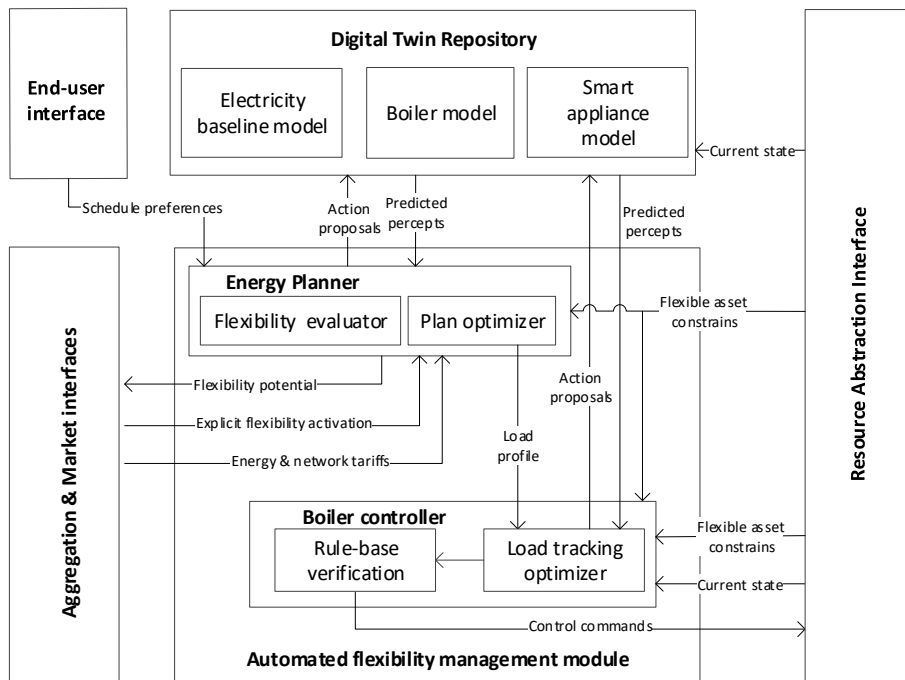 Digital Twin Repository
End-user
interface
Electricity
baseline model
Boiler model
Smart
appliance
model
Current state
Schedule preferences
Action
proposals
Predicted
percepts
Predicted
percepts
Energy Planner
Flexibility evaluator
Plan optimizer
Flexible asset
constrains
Aggregation & Market interfaces
Resource Abstraction Interface
Flexibility potential
Explicit flexibility activation
Energy & network tariffs
Action
proposals
Load
profile
Boiler controller
Rule-base
verification
Load tracking
optimizer
Flexible asset
constrains
Current state
Control commands
Automated flexibility management module